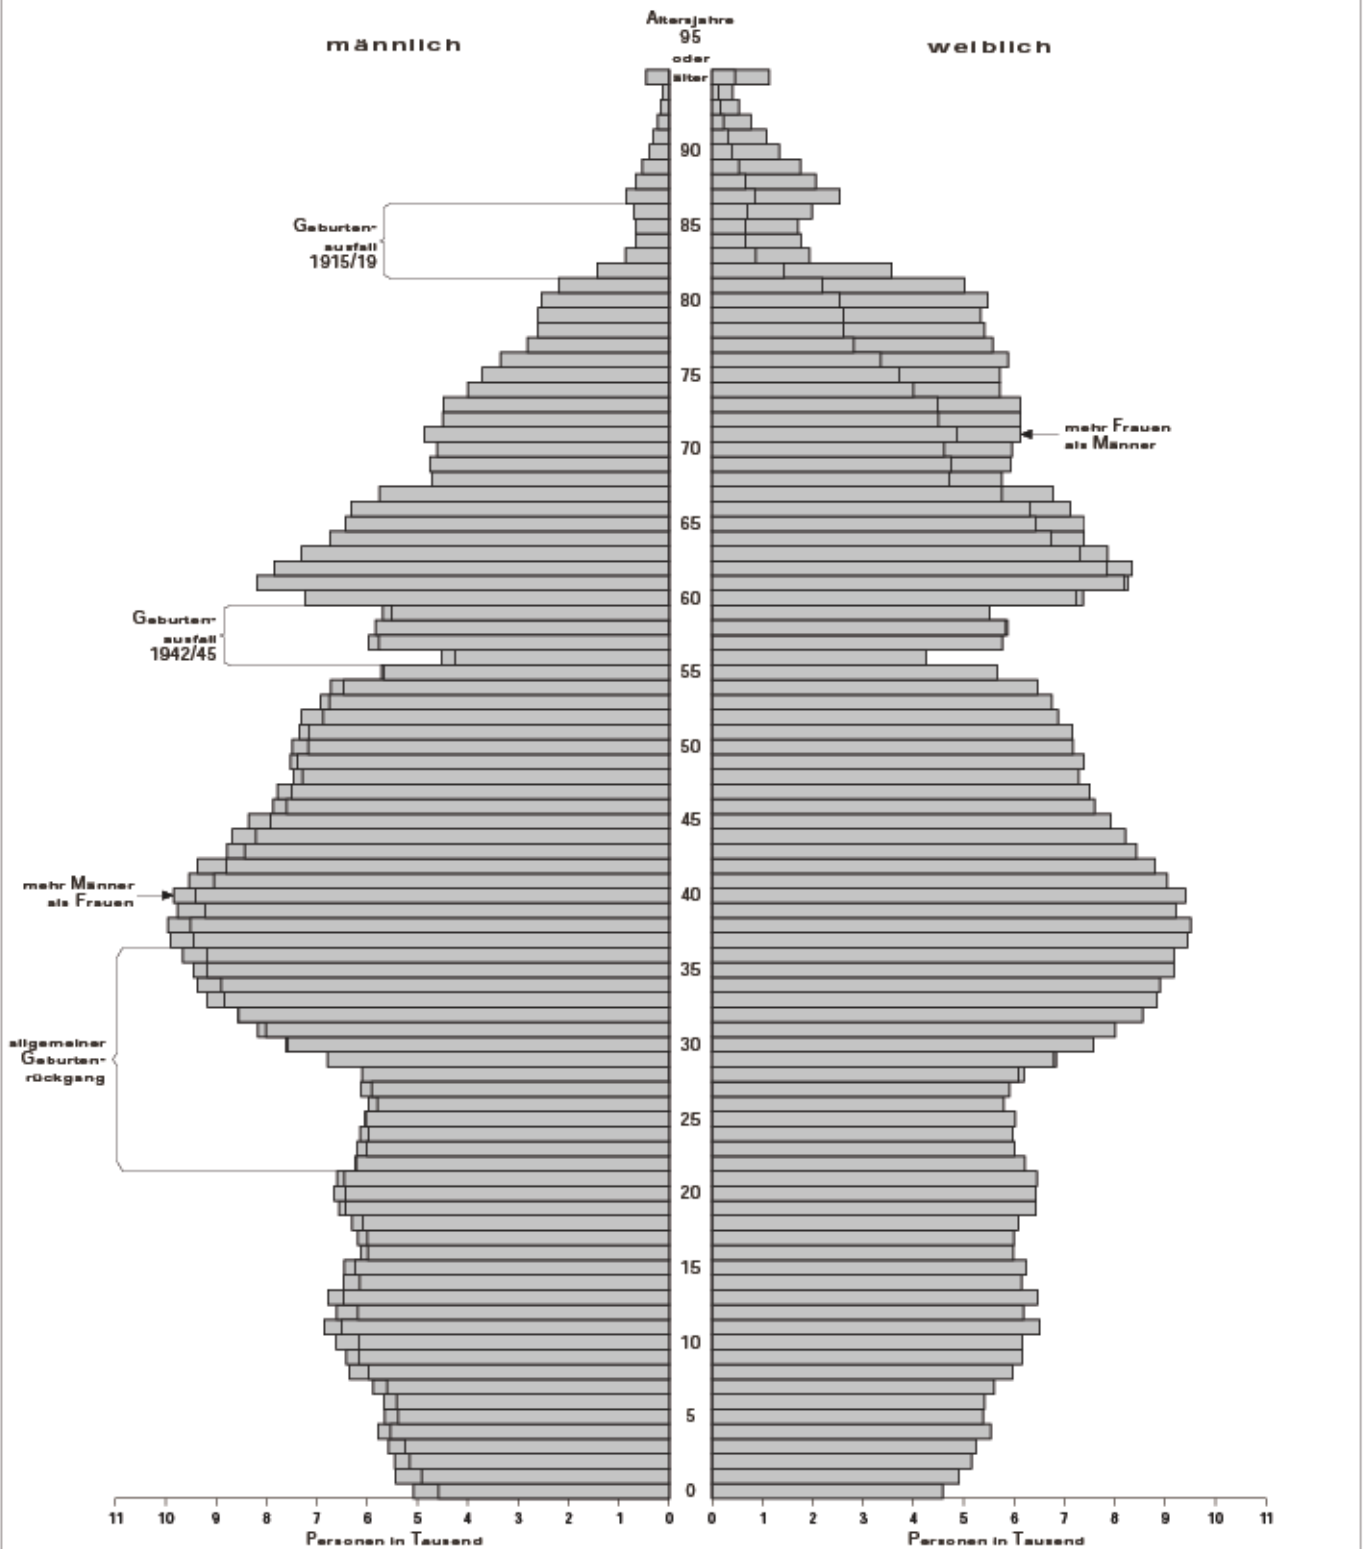 Altersjahre
95
oder
älter
männlich
weiblich
90
Geburten-
ausfall
1915/19
85
80
75
mehr Frauen
als Männer
70
65
60
Geburten-
ausfall
1942/45
55
50
45
mehr Männer
als Frauen
40
35
allgemeiner
Geburten-
rückgang
30
25
20
15
10
5
0
11 10 9 8 7 6 5 4 3 2 1 0
0 1 2 3 4 5 6 7 8 9 10 11
Personen in Tausend
Personen in Tausend